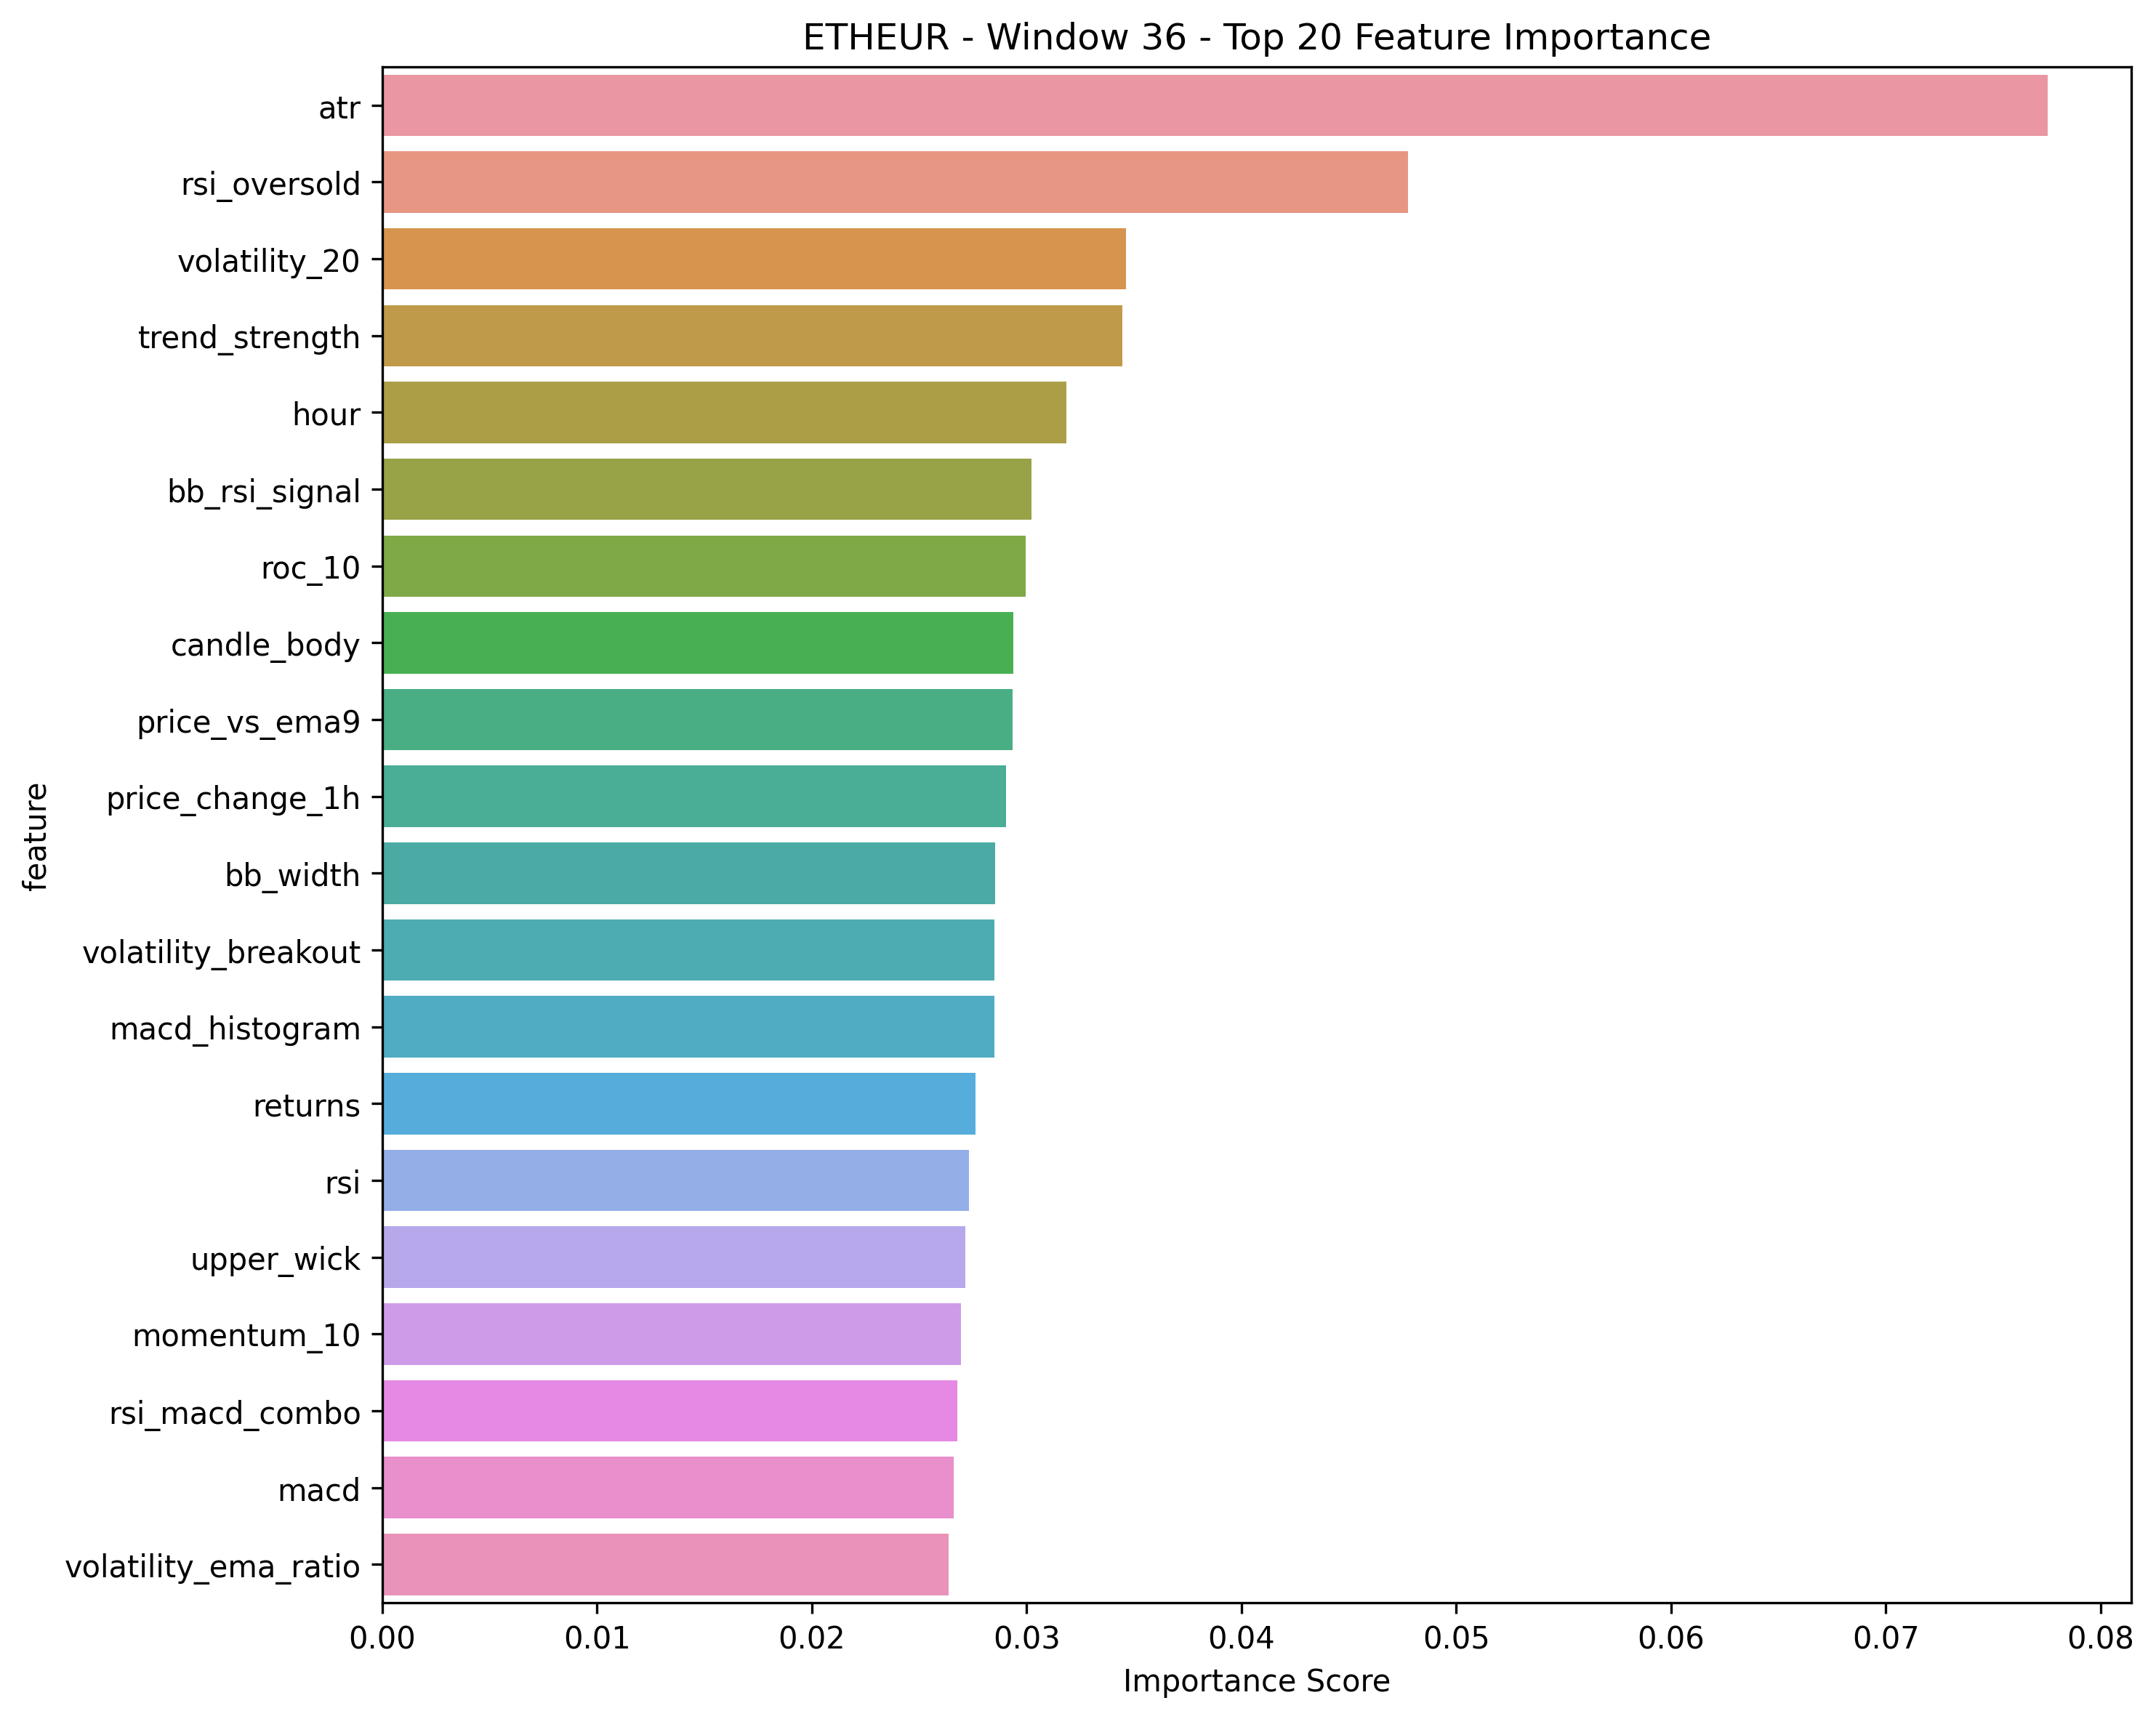 ETHEUR - Window 36 - Top 20 Feature Importance
atr
rsi_oversold
volatility_20
trend_strength
hour
bb_rsi_signal
roc_10
candle_body
price_vs_ema9
price_change_1h
bb_width
volatility_breakout
macd_histogram
returns
rsi
upper_wick
momentum_10
rsi_macd_combo
macd
volatility_ema_ratio
feature
0.00 0.01 0.02 0.03 0.04 0.05 0.06 0.07 0.08
Importance Score